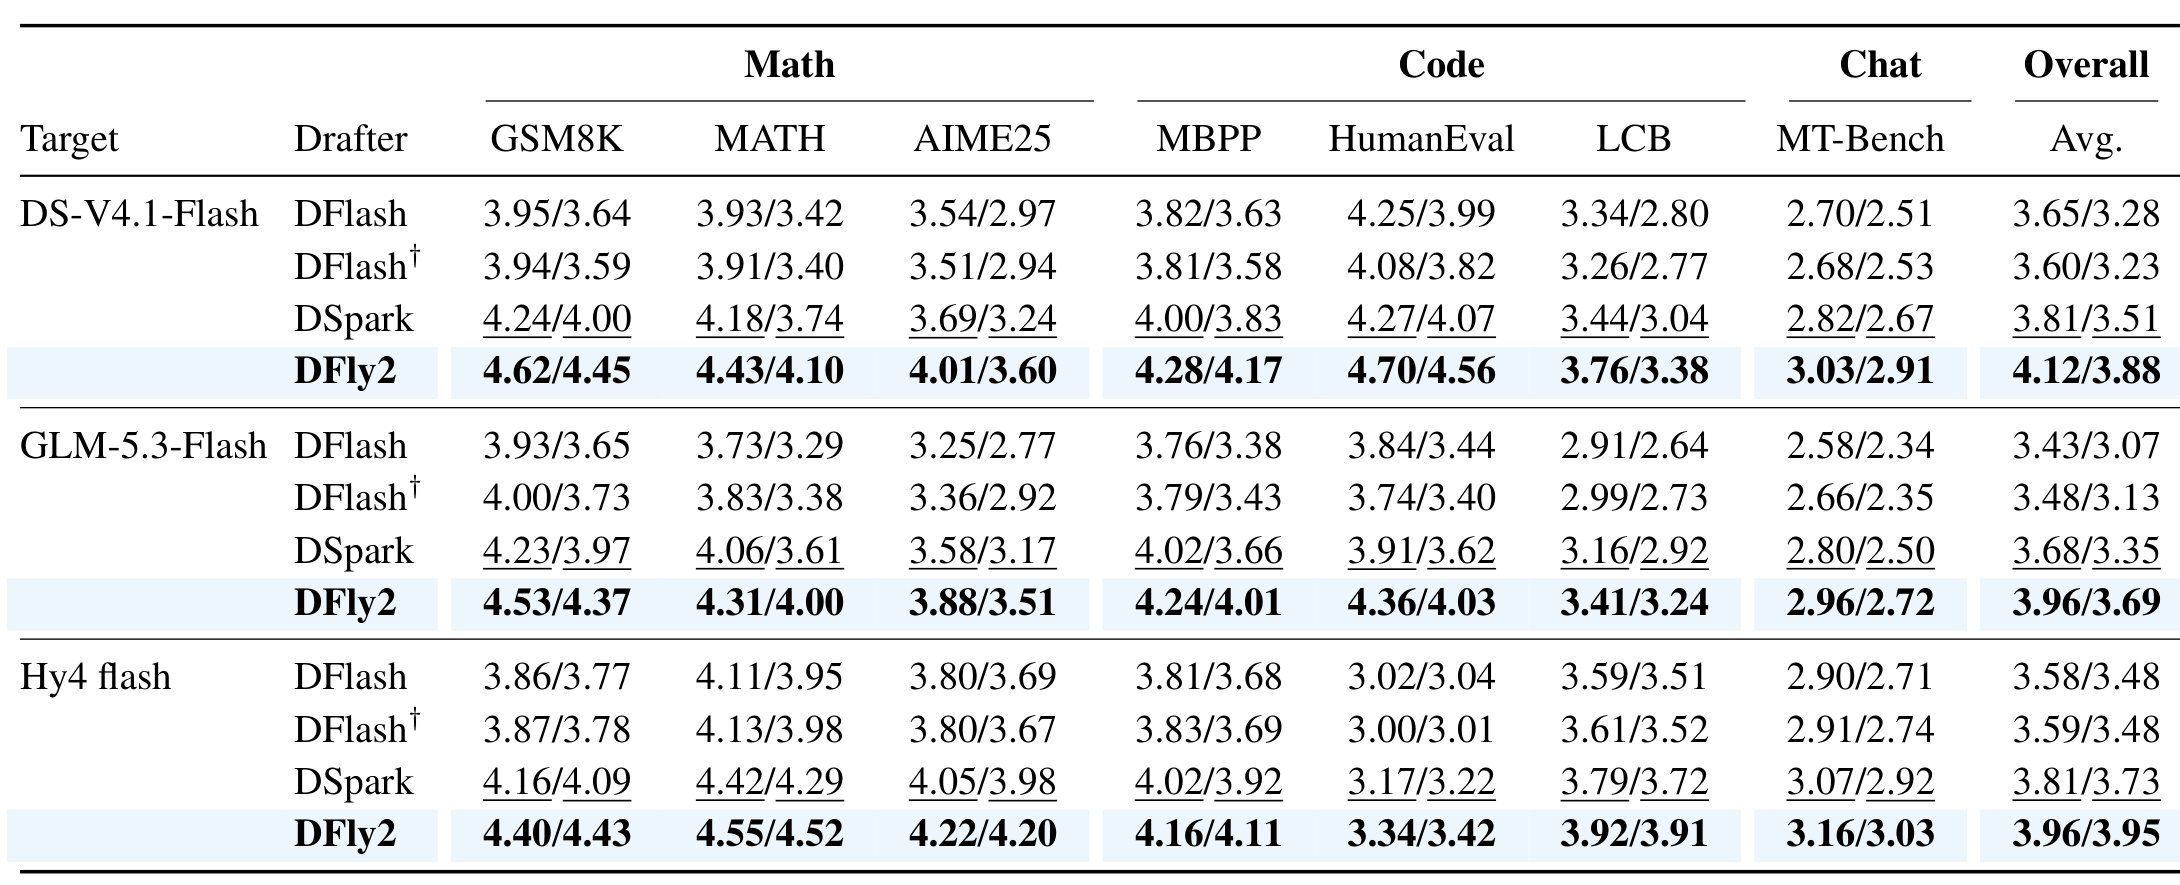 Math Code Chat Overall
Target Drafter GSM8K MATH AIME25 MBPP HumanEval LCB MT-Bench Avg.
DS-V4.1-Flash DFlash 3.95/3.64 3.93/3.42 3.54/2.97 3.82/3.63 4.25/3.99 3.34/2.80 2.70/2.51 3.65/3.28
DFlash† 3.94/3.59 3.91/3.40 3.51/2.94 3.81/3.58 4.08/3.82 3.26/2.77 2.68/2.53 3.60/3.23
DSpark 4.24/4.00 4.18/3.74 3.69/3.24 4.00/3.83 4.27/4.07 3.44/3.04 2.82/2.67 3.81/3.51
DFly2 4.62/4.45 4.43/4.10 4.01/3.60 4.28/4.17 4.70/4.56 3.76/3.38 3.03/2.91 4.12/3.88
GLM-5.3-Flash DFlash 3.93/3.65 3.73/3.29 3.25/2.77 3.76/3.38 3.84/3.44 2.91/2.64 2.58/2.34 3.43/3.07
DFlash† 4.00/3.73 3.83/3.38 3.36/2.92 3.79/3.43 3.74/3.40 2.99/2.73 2.66/2.35 3.48/3.13
DSpark 4.23/3.97 4.06/3.61 3.58/3.17 4.02/3.66 3.91/3.62 3.16/2.92 2.80/2.50 3.68/3.35
DFly2 4.53/4.37 4.31/4.00 3.88/3.51 4.24/4.01 4.36/4.03 3.41/3.24 2.96/2.72 3.96/3.69
Hy4 flash DFlash 3.86/3.77 4.11/3.95 3.80/3.69 3.81/3.68 3.02/3.04 3.59/3.51 2.90/2.71 3.58/3.48
DFlash† 3.87/3.78 4.13/3.98 3.80/3.67 3.83/3.69 3.00/3.01 3.61/3.52 2.91/2.74 3.59/3.48
DSpark 4.16/4.09 4.42/4.29 4.05/3.98 4.02/3.92 3.17/3.22 3.79/3.72 3.07/2.92 3.81/3.73
DFly2 4.40/4.43 4.55/4.52 4.22/4.20 4.16/4.11 3.34/3.42 3.92/3.91 3.16/3.03 3.96/3.95